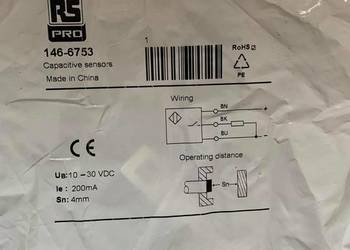 RS
PRO
1
146-6753
Capacitive sensors
Made in China
RoHS
PE
Wiring
BN
+
BK
BU
−
Operating distance
Sn
Sn
UB:10 – 30 VDC
Ie : 200mA
Sn: 4mm
CE